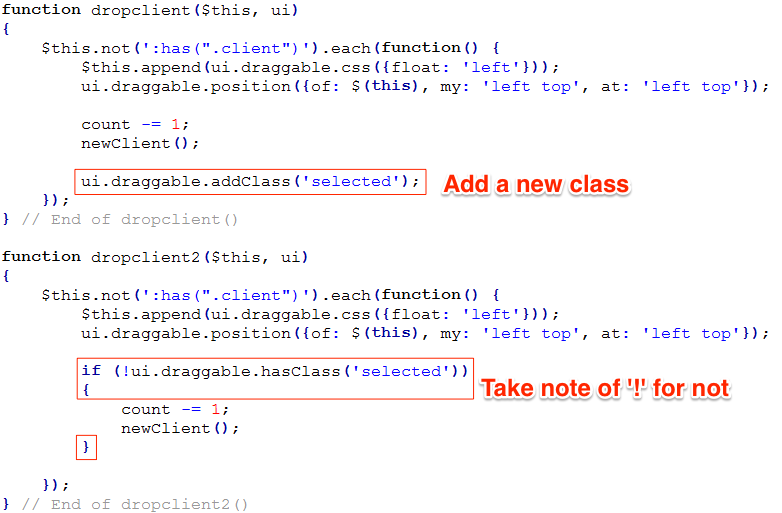 function dropclient($this, ui)
{
    $this.not(':has(".client")').each(function() {
        $this.append(ui.draggable.css({float: 'left'}));
        ui.draggable.position({of: $(this), my: 'left top', at: 'left top'});

        count -= 1;
        newClient();

        ui.draggable.addClass('selected'); Add a new class
    });
} // End of dropclient()

function dropclient2($this, ui)
{
    $this.not(':has(".client")').each(function() {
        $this.append(ui.draggable.css({float: 'left'}));
        ui.draggable.position({of: $(this), my: 'left top', at: 'left top'});

        if (!ui.draggable.hasClass('selected')) Take note of '!' for not
        {
            count -= 1;
            newClient();
        }

    });
} // End of dropclient2()